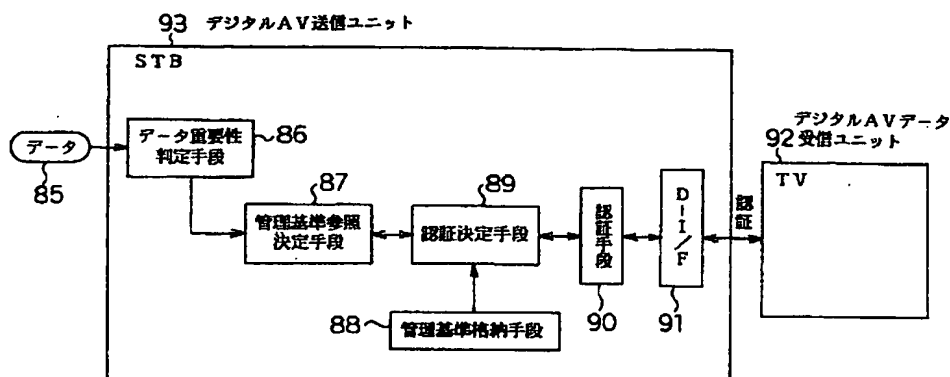 93 デジタルAV送信ユニット
STB
データ
85
データ重要性
判定手段
86
87
管理基準参照
決定手段
89
認証決定手段
88
管理基準格納手段
認証手段
90
D-I/F
91
認証
デジタルAVデータ
92 受信ユニット
TV